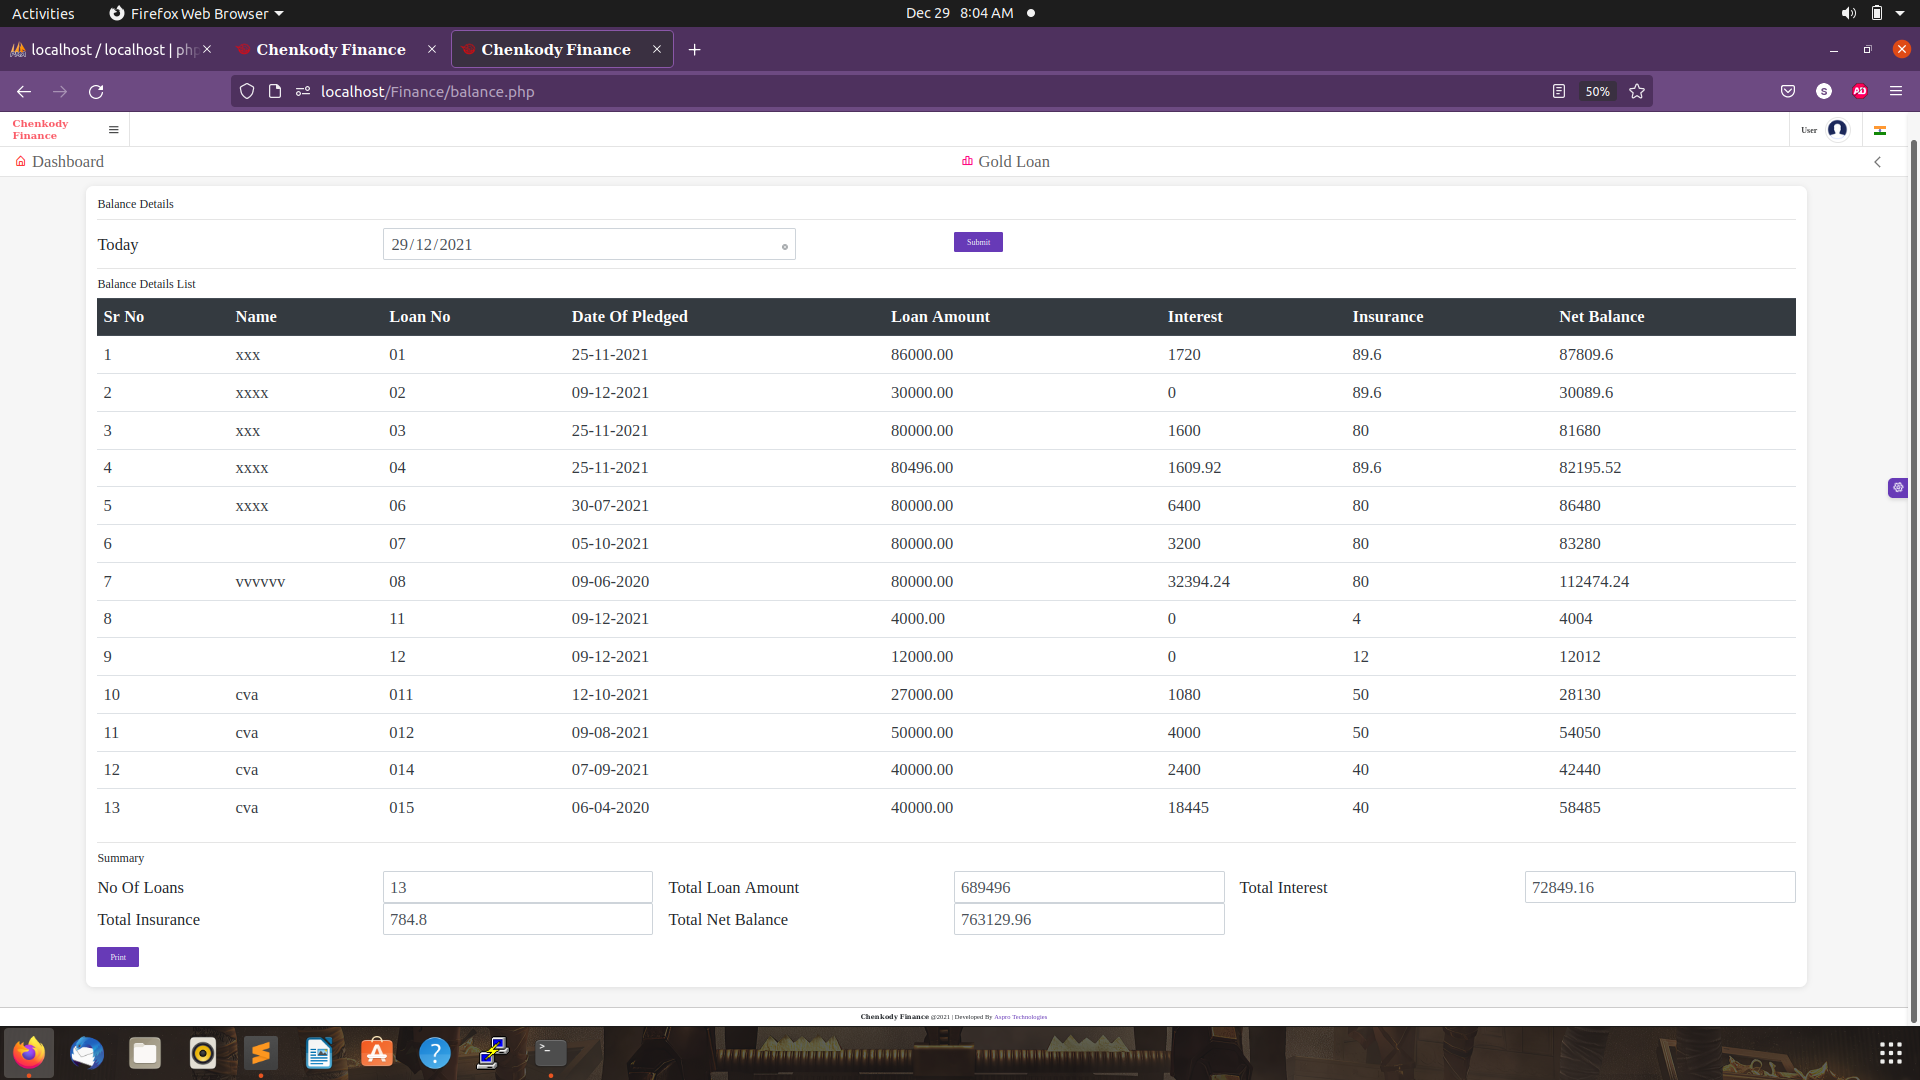 Activities Firefox Web Browser Dec 29 8:04 AM
localhost / localhost | php Chenkody Finance Chenkody Finance
localhost/Finance/balance.php 50% S AD
Chenkody
Finance
User
Dashboard Gold Loan
Balance Details
Today 29/12/2021 Submit
Balance Details List
Sr No Name Loan No Date Of Pledged Loan Amount Interest Insurance Net Balance
1 xxx 01 25-11-2021 86000.00 1720 89.6 87809.6
2 xxxx 02 09-12-2021 30000.00 0 89.6 30089.6
3 xxx 03 25-11-2021 80000.00 1600 80 81680
4 xxxx 04 25-11-2021 80496.00 1609.92 89.6 82195.52
5 xxxx 06 30-07-2021 80000.00 6400 80 86480
6 07 05-10-2021 80000.00 3200 80 83280
7 vvvvvv 08 09-06-2020 80000.00 32394.24 80 112474.24
8 11 09-12-2021 4000.00 0 4 4004
9 12 09-12-2021 12000.00 0 12 12012
10 cva 011 12-10-2021 27000.00 1080 50 28130
11 cva 012 09-08-2021 50000.00 4000 50 54050
12 cva 014 07-09-2021 40000.00 2400 40 42440
13 cva 015 06-04-2020 40000.00 18445 40 58485
Summary
No Of Loans 13 Total Loan Amount 689496 Total Interest 72849.16
Total Insurance 784.8 Total Net Balance 763129.96
Print
Chenkody Finance @2021 | Developed By Aspro Technologies